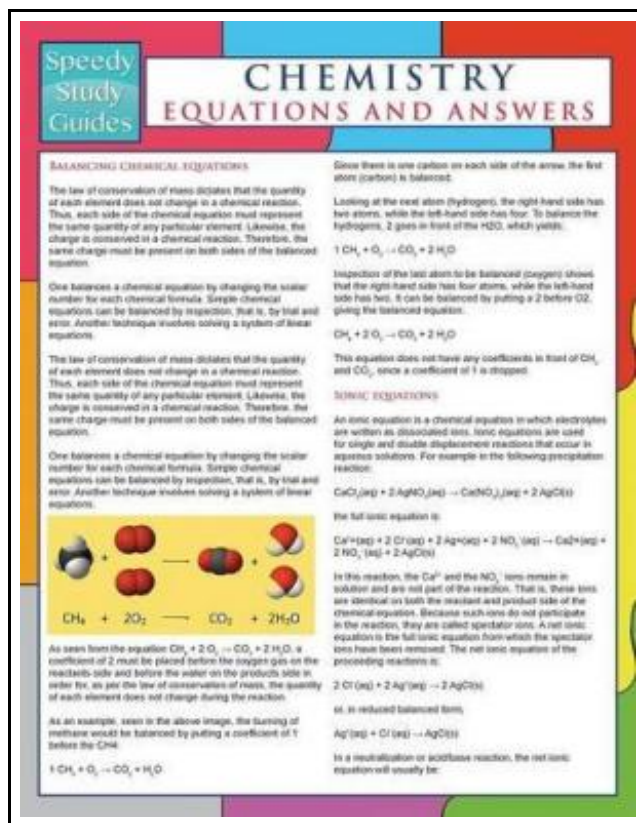 Speedy
Study
Guides
CHEMISTRY
EQUATIONS AND ANSWERS
BALANCING CHEMICAL EQUATIONS
The law of conservation of mass dictates that the quantity
of each element does not change in a chemical reaction.
Thus, each side of the chemical equation must represent
the same quantity of any particular element. Likewise, the
charge is conserved in a chemical reaction. Therefore, the
same charge must be present on both sides of the balanced
equation.
One balances a chemical equation by changing the scalar
number for each chemical formula. Simple chemical
equations can be balanced by inspection, that is, by trial and
error. Another technique involves solving a system of linear
equations.
The law of conservation of mass dictates that the quantity
of each element does not change in a chemical reaction.
Thus, each side of the chemical equation must represent
the same quantity of any particular element. Likewise, the
charge is conserved in a chemical reaction. Therefore, the
same charge must be present on both sides of the balanced
equation.
One balances a chemical equation by changing the scalar
number for each chemical formula. Simple chemical
equations can be balanced by inspection, that is, by trial and
error. Another technique involves solving a system of linear
equations.
+ → +
CH₄ + 2O₂ CO₂ + 2H₂O
As seen from the equation CH₄ + 2 O₂ → CO₂ + 2 H₂O, a
coefficient of 2 must be placed before the oxygen gas on the
reactants side and before the water on the products side in
order for, as per the law of conservation of mass, the quantity
of each element does not change during the reaction.
As an example, seen in the above image, the burning of
methane would be balanced by putting a coefficient of 1
before the CH4:
1 CH₄ + O₂ → CO₂ + H₂O
Since there is one carbon on each side of the arrow, the first
atom (carbon) is balanced.
Looking at the next atom (hydrogen), the right-hand side has
two atoms, while the left-hand side has four. To balance the
hydrogens, 2 goes in front of the H2O, which yields:
1 CH₄ + O₂ → CO₂ + 2 H₂O
Inspection of the last atom to be balanced (oxygen) shows
that the right-hand side has four atoms, while the left-hand
side has two. It can be balanced by putting a 2 before O2,
giving the balanced equation:
CH₄ + 2 O₂ → CO₂ + 2 H₂O
This equation does not have any coefficients in front of CH₄
and CO₂, since a coefficient of 1 is dropped.
IONIC EQUATIONS
An ionic equation is a chemical equation in which electrolytes
are written as dissociated ions. Ionic equations are used
for single and double displacement reactions that occur in
aqueous solutions. For example in the following precipitation
reaction:
CaCl₂(aq) + 2 AgNO₃(aq) → Ca(NO₃)₂(aq) + 2 AgCl(s)
the full ionic equation is:
Ca²+(aq) + 2 Cl⁻(aq) + 2 Ag+(aq) + 2 NO₃⁻(aq) → Ca2+(aq) +
2 NO₃⁻(aq) + 2 AgCl(s)
In this reaction, the Ca²⁺ and the NO₃⁻ ions remain in
solution and are not part of the reaction. That is, these ions
are identical on both the reactant and product side of the
chemical equation. Because such ions do not participate
in the reaction, they are called spectator ions. A net ionic
equation is the full ionic equation from which the spectator
ions have been removed. The net ionic equation of the
proceeding reactions is:
2 Cl⁻(aq) + 2 Ag⁺(aq) → 2 AgCl(s)
or, in reduced balanced form,
Ag⁺(aq) + Cl⁻(aq) → AgCl(s)
In a neutralization or acid/base reaction, the net ionic
equation will usually be: